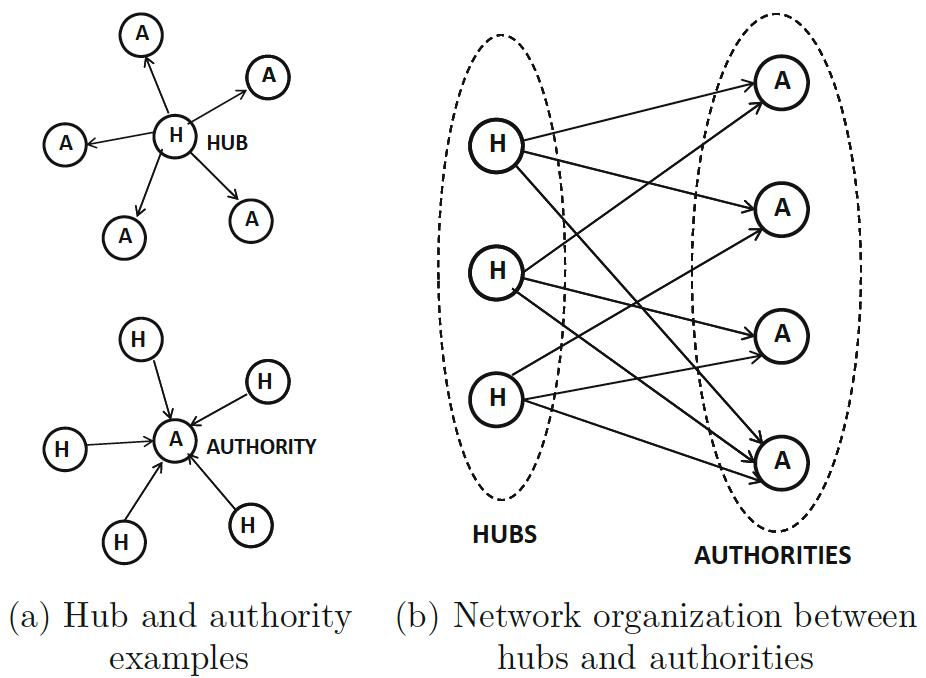 A
A
A
H
HUB
A
A
H
H
H
A
AUTHORITY
H
H
(a) Hub and authority
examples
A
H
A
H
A
H
A
HUBS
AUTHORITIES
(b) Network organization between
hubs and authorities